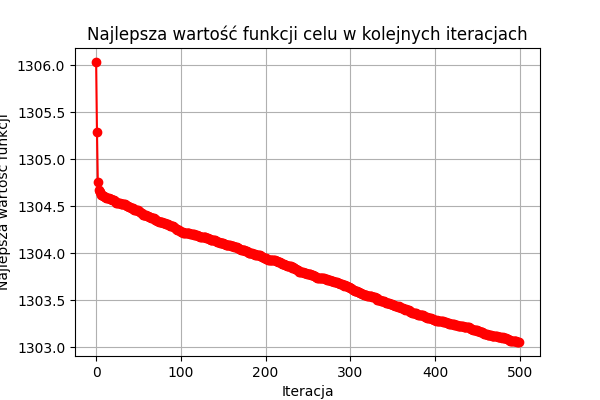 Najlepsza wartość funkcji celu w kolejnych iteracjach
Najlepsza wartość funkcji
1306.0
1305.5
1305.0
1304.5
1304.0
1303.5
1303.0
0 100 200 300 400 500
Iteracja